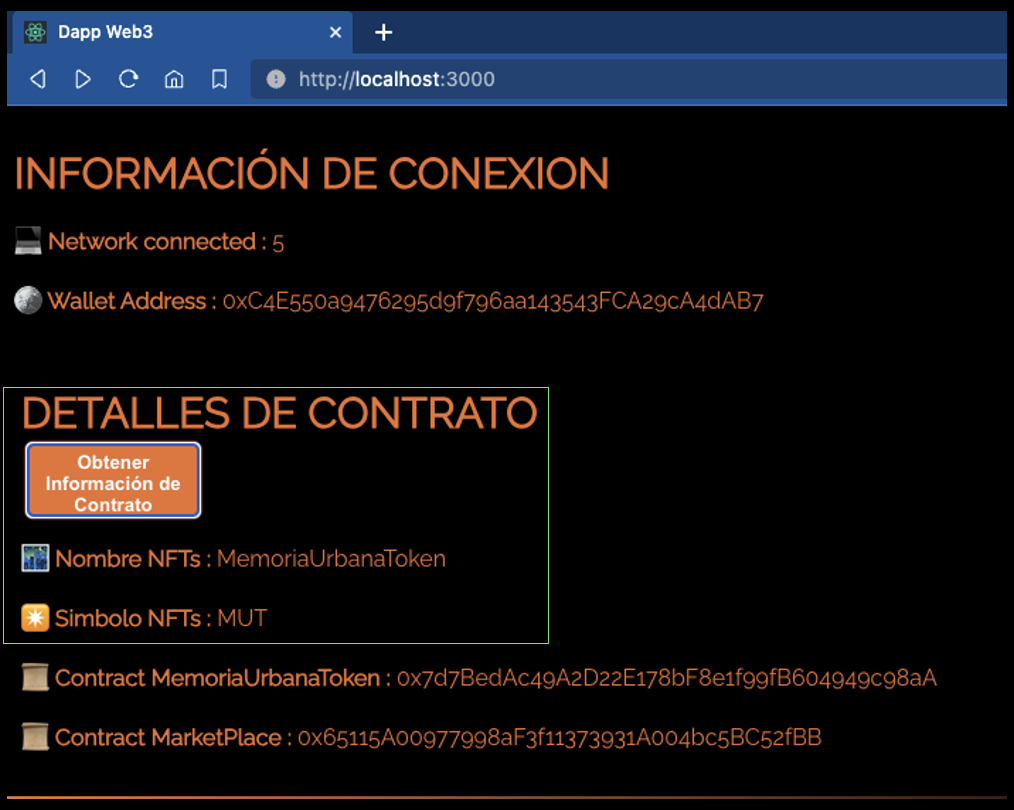 Dapp Web3
http://localhost:3000
INFORMACIÓN DE CONEXION
Network connected : 5
Wallet Address : 0xC4E550a9476295d9f796aa143543FCA29cA4dAB7
DETALLES DE CONTRATO
Obtener
Información de
Contrato
Nombre NFTs : MemoriaUrbanaToken
Simbolo NFTs : MUT
Contract MemoriaUrbanaToken : 0x7d7BedAc49A2D22E178bF8e1f99fB604949c98aA
Contract MarketPlace : 0x65115A00977998aF3f11373931A004bc5BC52fBB